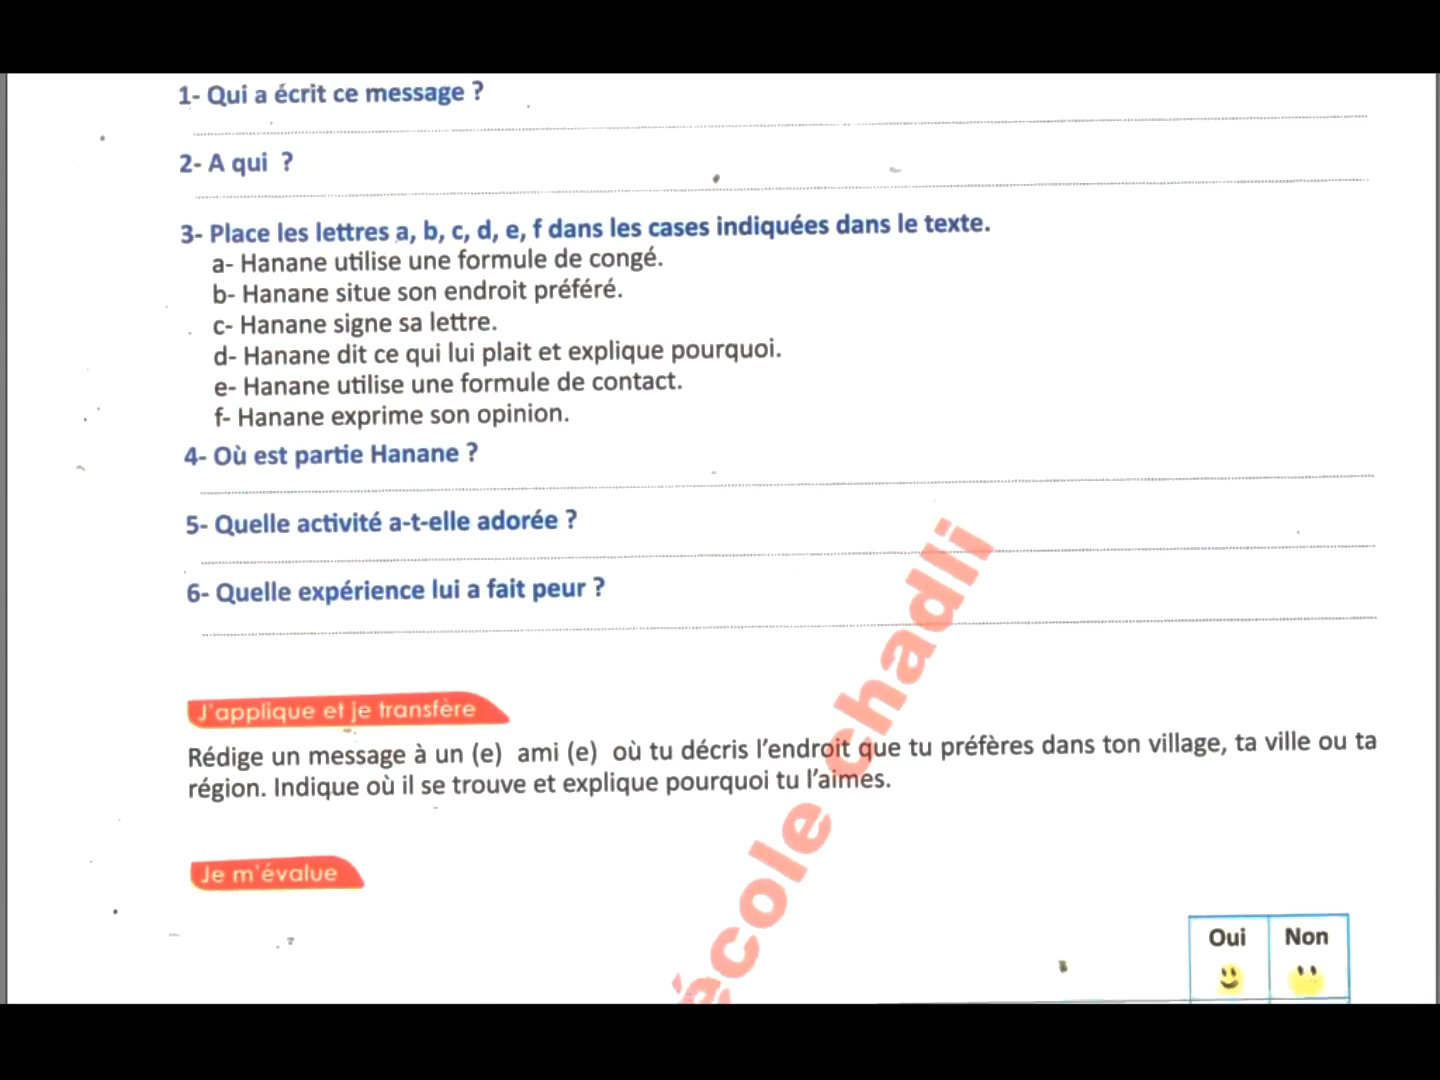 1- Qui a écrit ce message ?
2- A qui  ?
3- Place les lettres a, b, c, d, e, f dans les cases indiquées dans le texte.
a- Hanane utilise une formule de congé.
b- Hanane situe son endroit préféré.
c- Hanane signe sa lettre.
d- Hanane dit ce qui lui plait et explique pourquoi.
e- Hanane utilise une formule de contact.
f- Hanane exprime son opinion.
4- Où est partie Hanane ?
5- Quelle activité a-t-elle adorée ?
6- Quelle expérience lui a fait peur ?
J'applique et je transfère
Rédige un message à un (e)  ami (e)  où tu décris l'endroit que tu préfères dans ton village, ta ville ou ta
région. Indique où il se trouve et explique pourquoi tu l'aimes.
Je m'évalue
Oui Non
école chadli